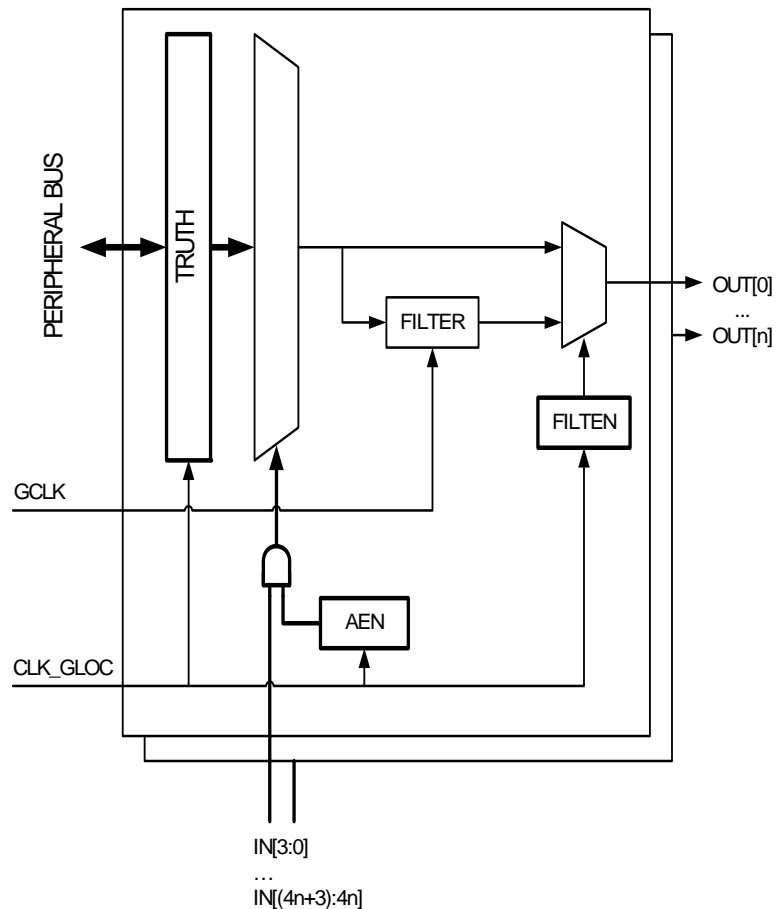 PERIPHERAL BUS
TRUTH
FILTER
OUT[0]
...
OUT[n]
FILTEN
GCLK
AEN
CLK_GLOC
IN[3:0]
...
IN[(4n+3):4n]